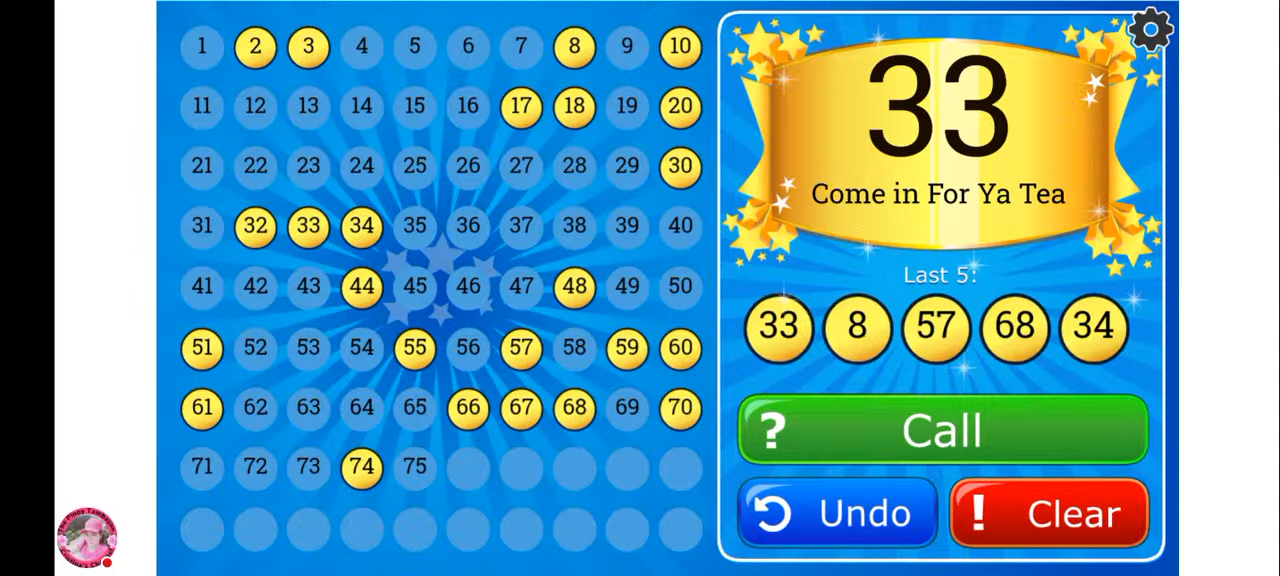 1 2 3 4 5 6 7 8 9 10
11 12 13 14 15 16 17 18 19 20
21 22 23 24 25 26 27 28 29 30
31 32 33 34 35 36 37 38 39 40
41 42 43 44 45 46 47 48 49 50
51 52 53 54 55 56 57 58 59 60
61 62 63 64 65 66 67 68 69 70
71 72 73 74 75
33
Come in For Ya Tea
Last 5:
33 8 57 68 34
? Call
Undo
! Clear